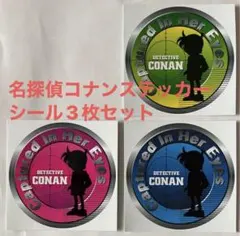 Captured In Her Eyes
DETECTIVE
CONAN
名探偵コナンステッカー
シール3枚セット
Captured In Her Eyes
DETECTIVE
CONAN
Captured In Her Eyes
DETECTIVE
CONAN